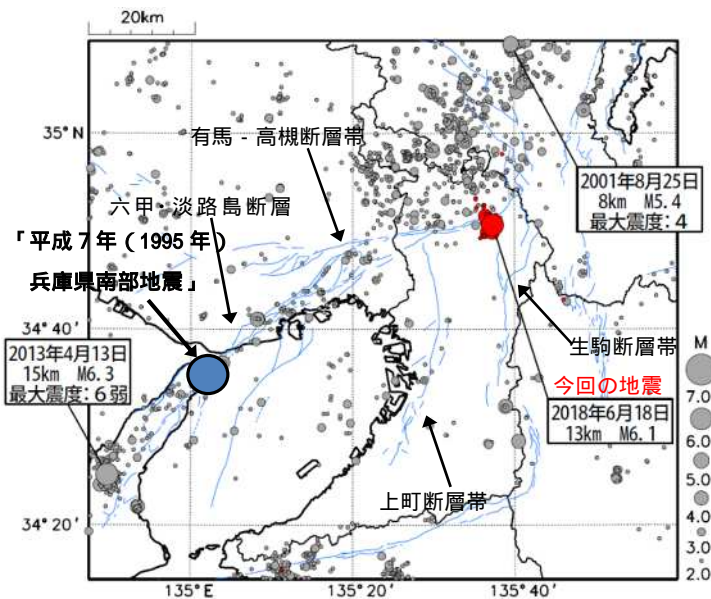 20km
35°N
有馬 - 高槻断層帯
六甲・淡路島断層
「平成７年（1995 年）
兵庫県南部地震」
2001年8月25日
8km M5.4
最大震度：４
34°40′
2013年4月13日
15km M6.3
最大震度：６弱
生駒断層帯
今回の地震
2018年6月18日
13km M6.1
上町断層帯
34°20′
135°E
135°20′
135°40′
M
7.0
6.0
5.0
4.0
3.0
2.0